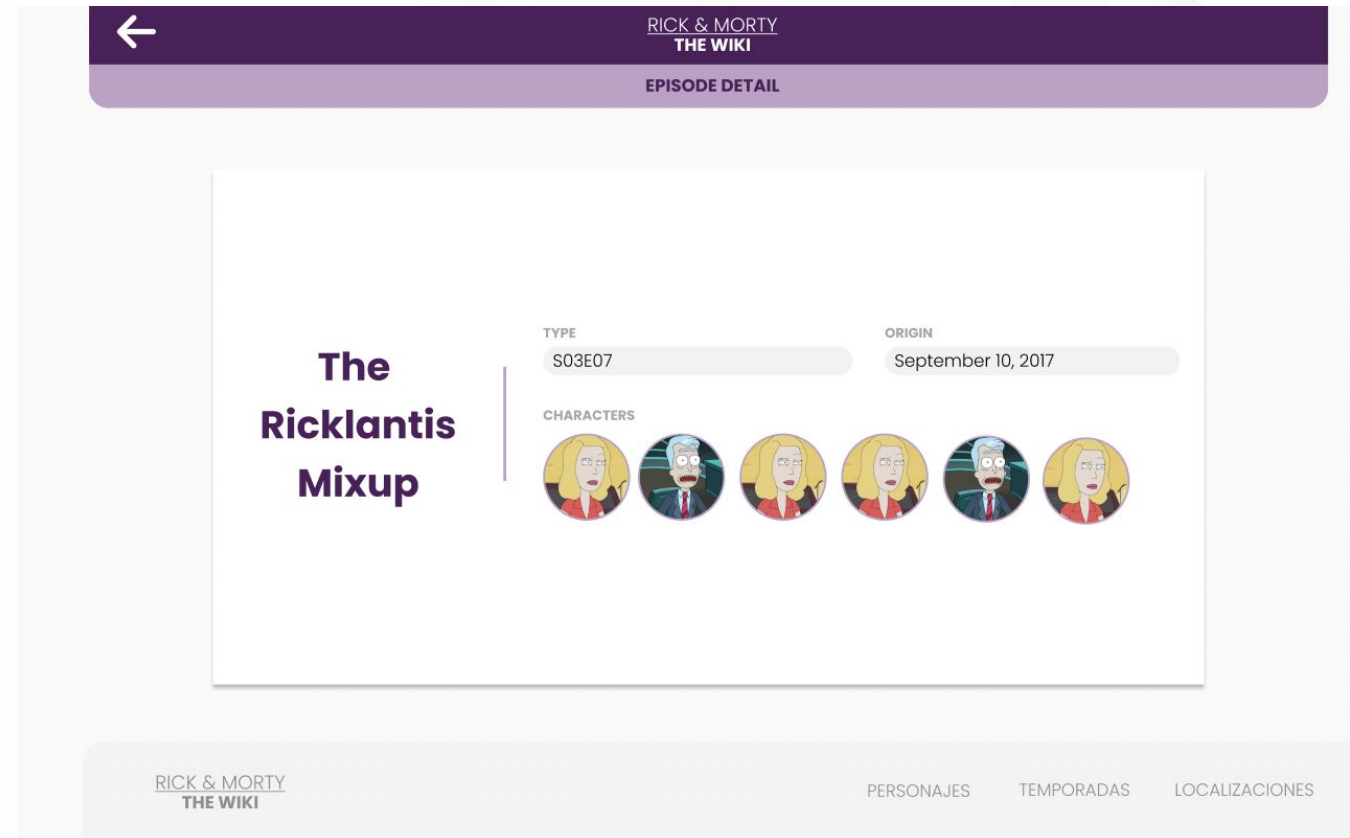 RICK & MORTY
THE WIKI
EPISODE DETAIL
The
Ricklantis
Mixup
TYPE
S03E07
ORIGIN
September 10, 2017
CHARACTERS
RICK & MORTY
THE WIKI
PERSONAJES
TEMPORADAS
LOCALIZACIONES